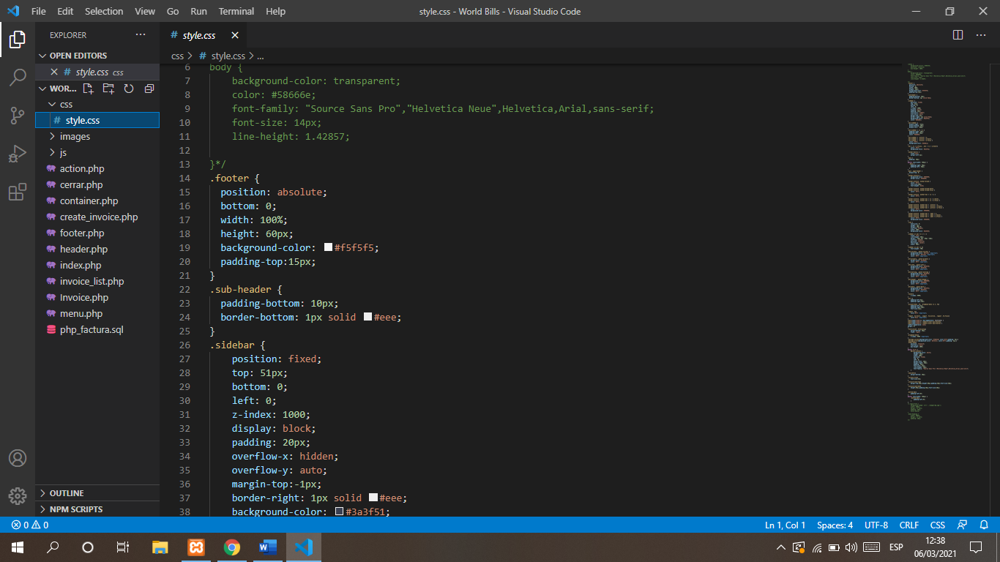 File Edit Selection View Go Run Terminal Help
style.css - World Bills - Visual Studio Code
EXPLORER
OPEN EDITORS
style.css css
WOR...
css
style.css
images
js
action.php
cerrar.php
container.php
create_invoice.php
footer.php
header.php
index.php
invoice_list.php
Invoice.php
menu.php
php_factura.sql
OUTLINE
NPM SCRIPTS
# style.css
css > # style.css > ...
6 body {
7 background-color: transparent;
8 color: #58666e;
9 font-family: "Source Sans Pro","Helvetica Neue",Helvetica,Arial,sans-serif;
10 font-size: 14px;
11 line-height: 1.42857;
12
13 }*/
14 .footer {
15 position: absolute;
16 bottom: 0;
17 width: 100%;
18 height: 60px;
19 background-color: #f5f5f5;
20 padding-top:15px;
21 }
22 .sub-header {
23 padding-bottom: 10px;
24 border-bottom: 1px solid #eee;
25 }
26 .sidebar {
27 position: fixed;
28 top: 51px;
29 bottom: 0;
30 left: 0;
31 z-index: 1000;
32 display: block;
33 padding: 20px;
34 overflow-x: hidden;
35 overflow-y: auto;
36 margin-top:-1px;
37 border-right: 1px solid #eee;
38 background-color: #3a3f51;
0 0
Ln 1, Col 1 Spaces: 4 UTF-8 CRLF CSS
ESP
12:38
06/03/2021